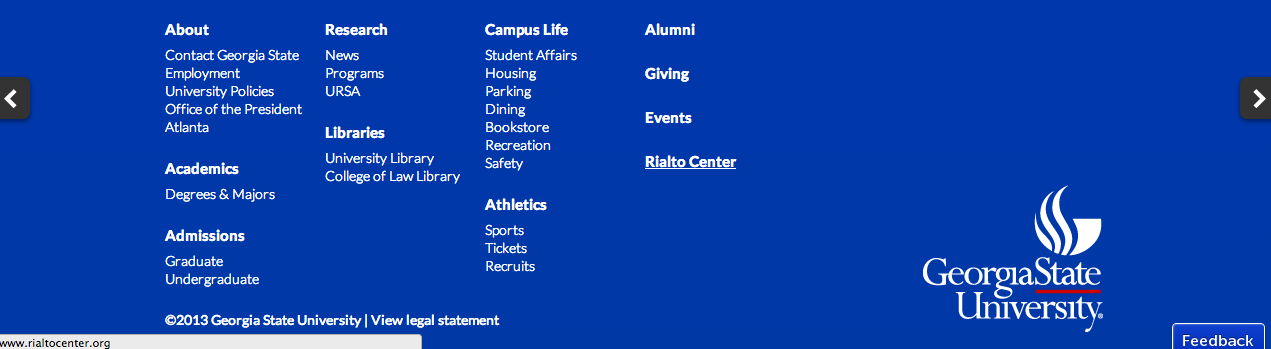 About
Contact Georgia State
Employment
University Policies
Office of the President
Atlanta
Academics
Degrees & Majors
Admissions
Graduate
Undergraduate
Research
News
Programs
URSA
Libraries
University Library
College of Law Library
Campus Life
Student Affairs
Housing
Parking
Dining
Bookstore
Recreation
Safety
Athletics
Sports
Tickets
Recruits
Alumni
Giving
Events
Rialto Center
GeorgiaState
University®
©2013 Georgia State University | View legal statement
www.rialtocenter.org
Feedback